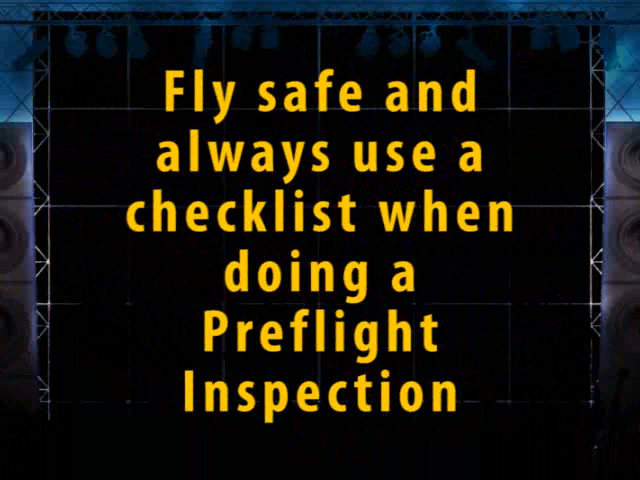 Fly safe and
always use a
checklist when
doing a
Preflight
Inspection